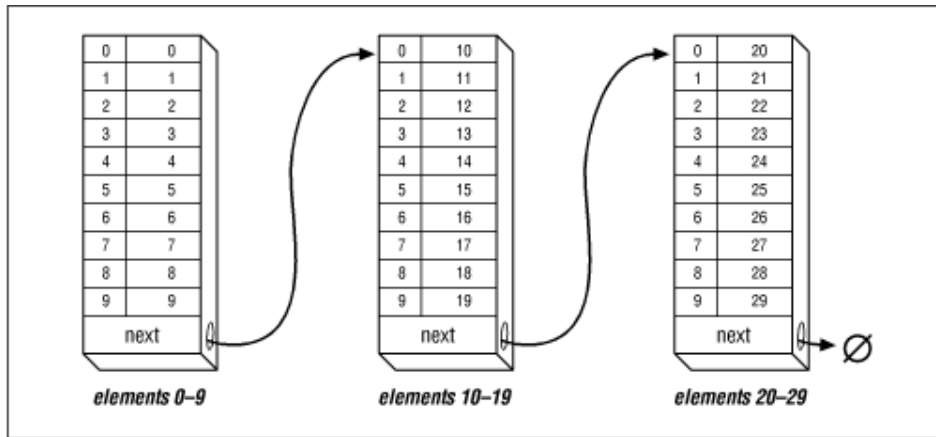 0 0 0 10 0 20
1 1 1 11 1 21
2 2 2 12 2 22
3 3 3 13 3 23
4 4 4 14 4 24
5 5 5 15 5 25
6 6 6 16 6 26
7 7 7 17 7 27
8 8 8 18 8 28
9 9 9 19 9 29
next next next Ø
elements 0–9 elements 10–19 elements 20–29